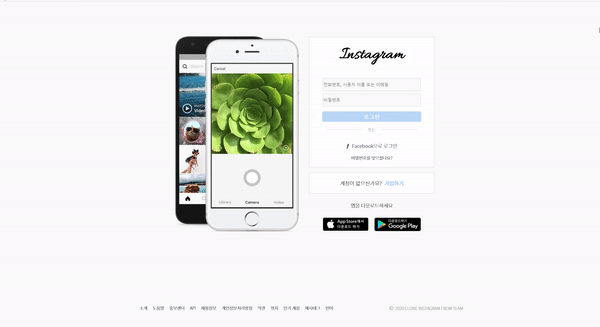 Search
WATCH
Video
Cancel
Library
Camera
Video
Instagram
전화번호, 사용자 이름 또는 이메일
비밀번호
로그인
또는
Facebook으로 로그인
비밀번호를 잊으셨나요?
계정이 없으신가요? 가입하기
앱을 다운로드하세요
App Store에서
다운로드 하기
다운로드하기
Google Play
소개 도움말 홍보센터 API 채용정보 개인정보처리방침 약관 위치 인기 계정 해시태그 언어